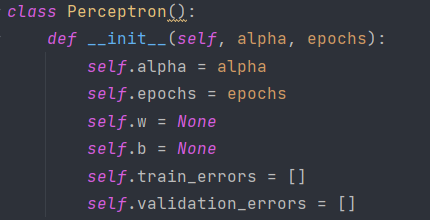 class Perceptron():
    def __init__(self, alpha, epochs):
        self.alpha = alpha
        self.epochs = epochs
        self.w = None
        self.b = None
        self.train_errors = []
        self.validation_errors = []